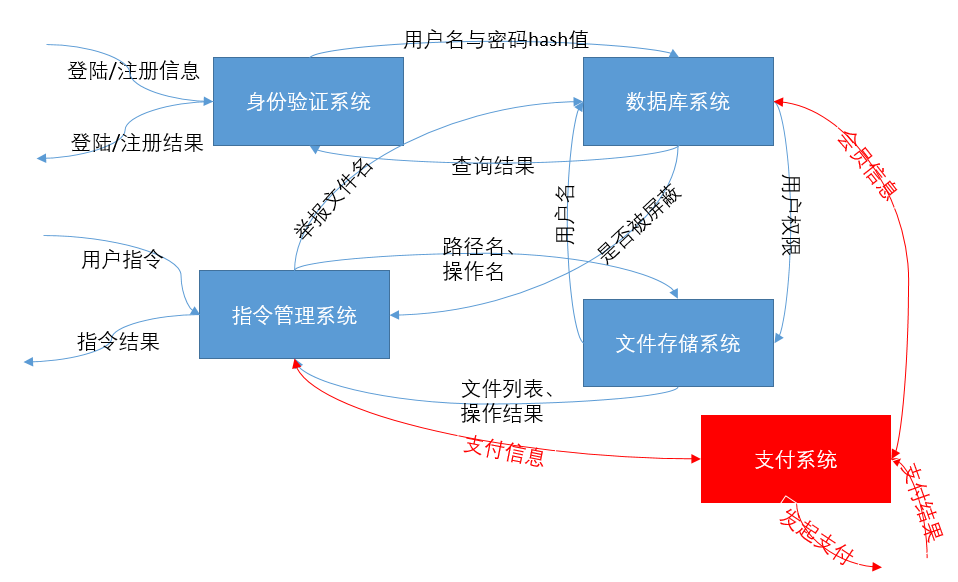 用户名与密码hash值
登陆/注册信息
身份验证系统
数据库系统
登陆/注册结果
查询结果
会员信息
举报文件名
用户名
是否被屏蔽
用户权限
用户指令
路径名、
操作名
指令管理系统
指令结果
文件存储系统
文件列表、
操作结果
支付信息
支付系统
支付结果
发起支付